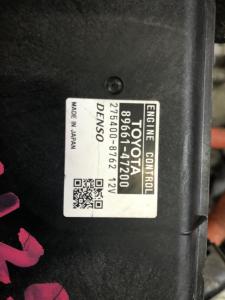 ENGINE CONTROL
TOYOTA
89661-47200
275400-8762 12V
DENSO
MADE IN JAPAN